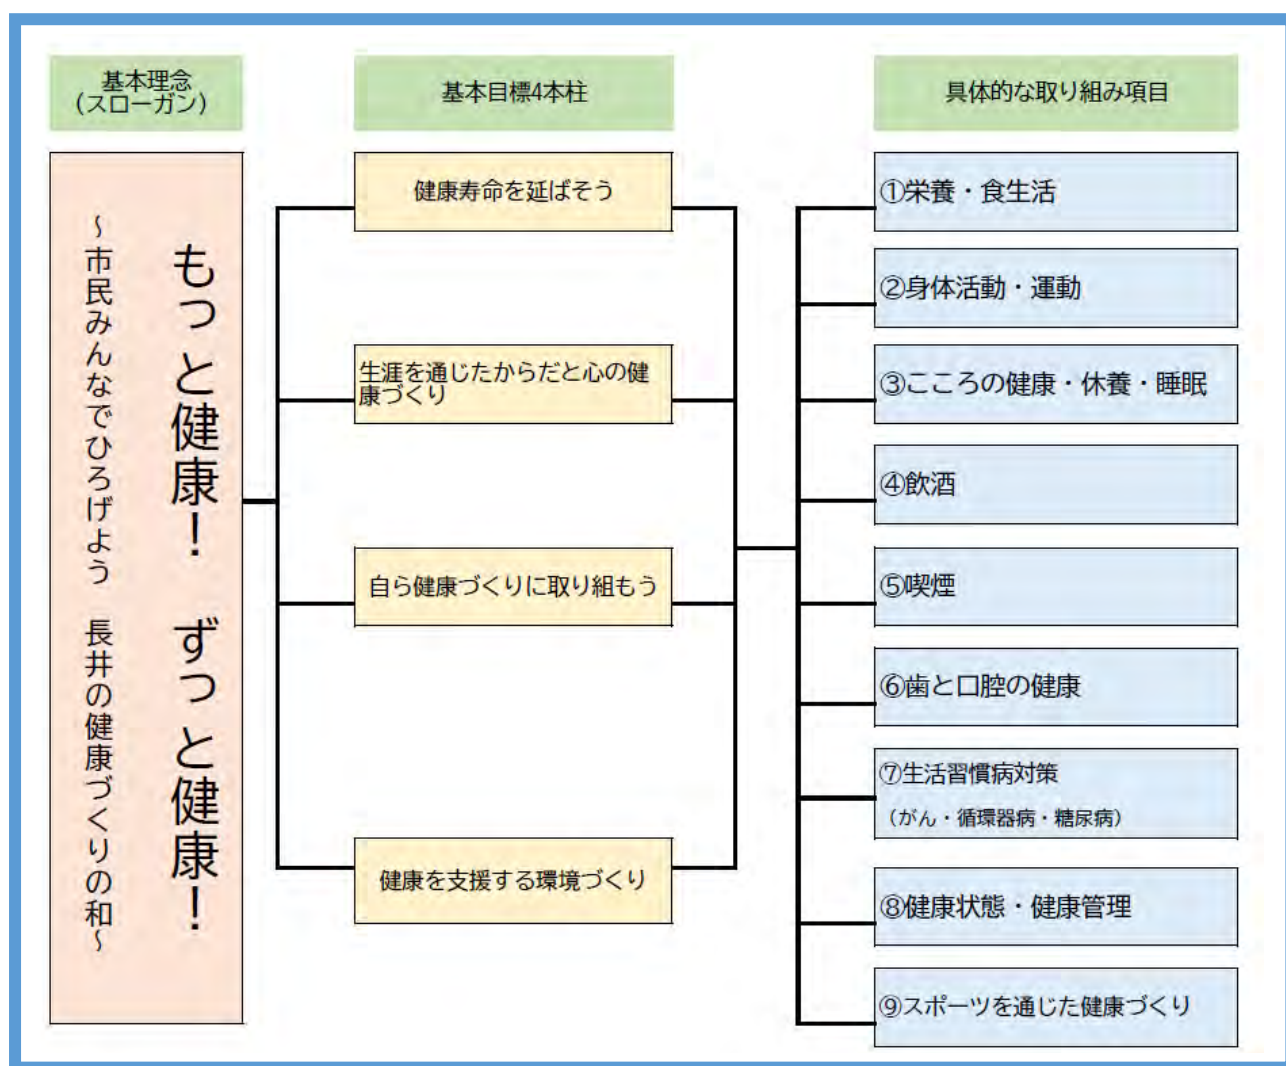 基本理念
（スローガン）
基本目標4本柱
具体的な取り組み項目
もっと健康！　ずっと健康！
～市民みんなでひろげよう　長井の健康づくりの和～
健康寿命を延ばそう
生涯を通じたからだと心の健
康づくり
自ら健康づくりに取り組もう
健康を支援する環境づくり
①栄養・食生活
②身体活動・運動
③こころの健康・休養・睡眠
④飲酒
⑤喫煙
⑥歯と口腔の健康
⑦生活習慣病対策
（がん・循環器病・糖尿病）
⑧健康状態・健康管理
⑨スポーツを通じた健康づくり